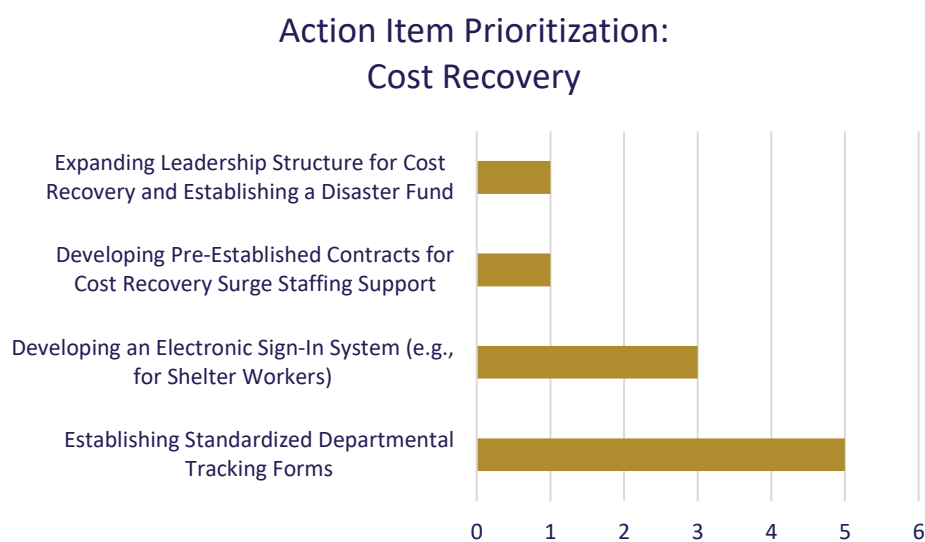 Action Item Prioritization:
Cost Recovery
Expanding Leadership Structure for Cost
Recovery and Establishing a Disaster Fund
Developing Pre-Established Contracts for
Cost Recovery Surge Staffing Support
Developing an Electronic Sign-In System (e.g.,
for Shelter Workers)
Establishing Standardized Departmental
Tracking Forms
0 1 2 3 4 5 6